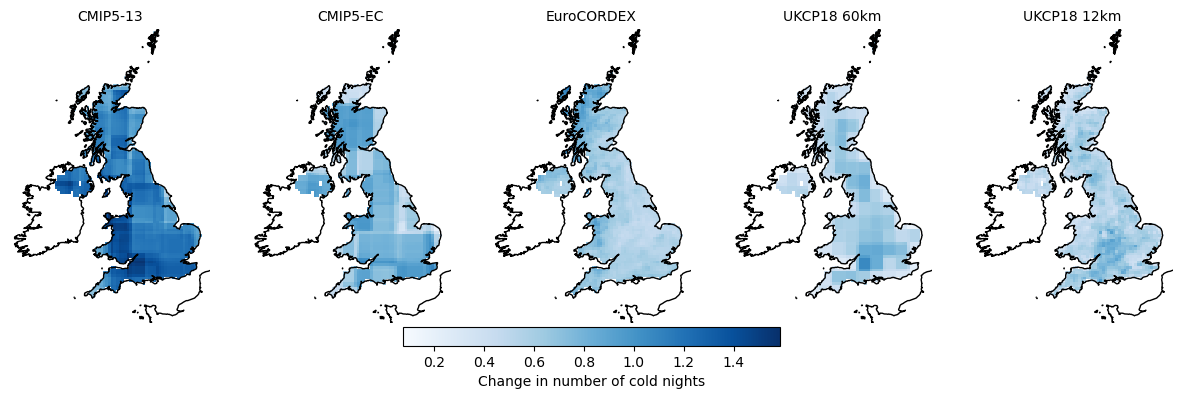 CMIP5-13 CMIP5-EC EuroCORDEX UKCP18 60km UKCP18 12km
0.2 0.4 0.6 0.8 1.0 1.2 1.4
Change in number of cold nights